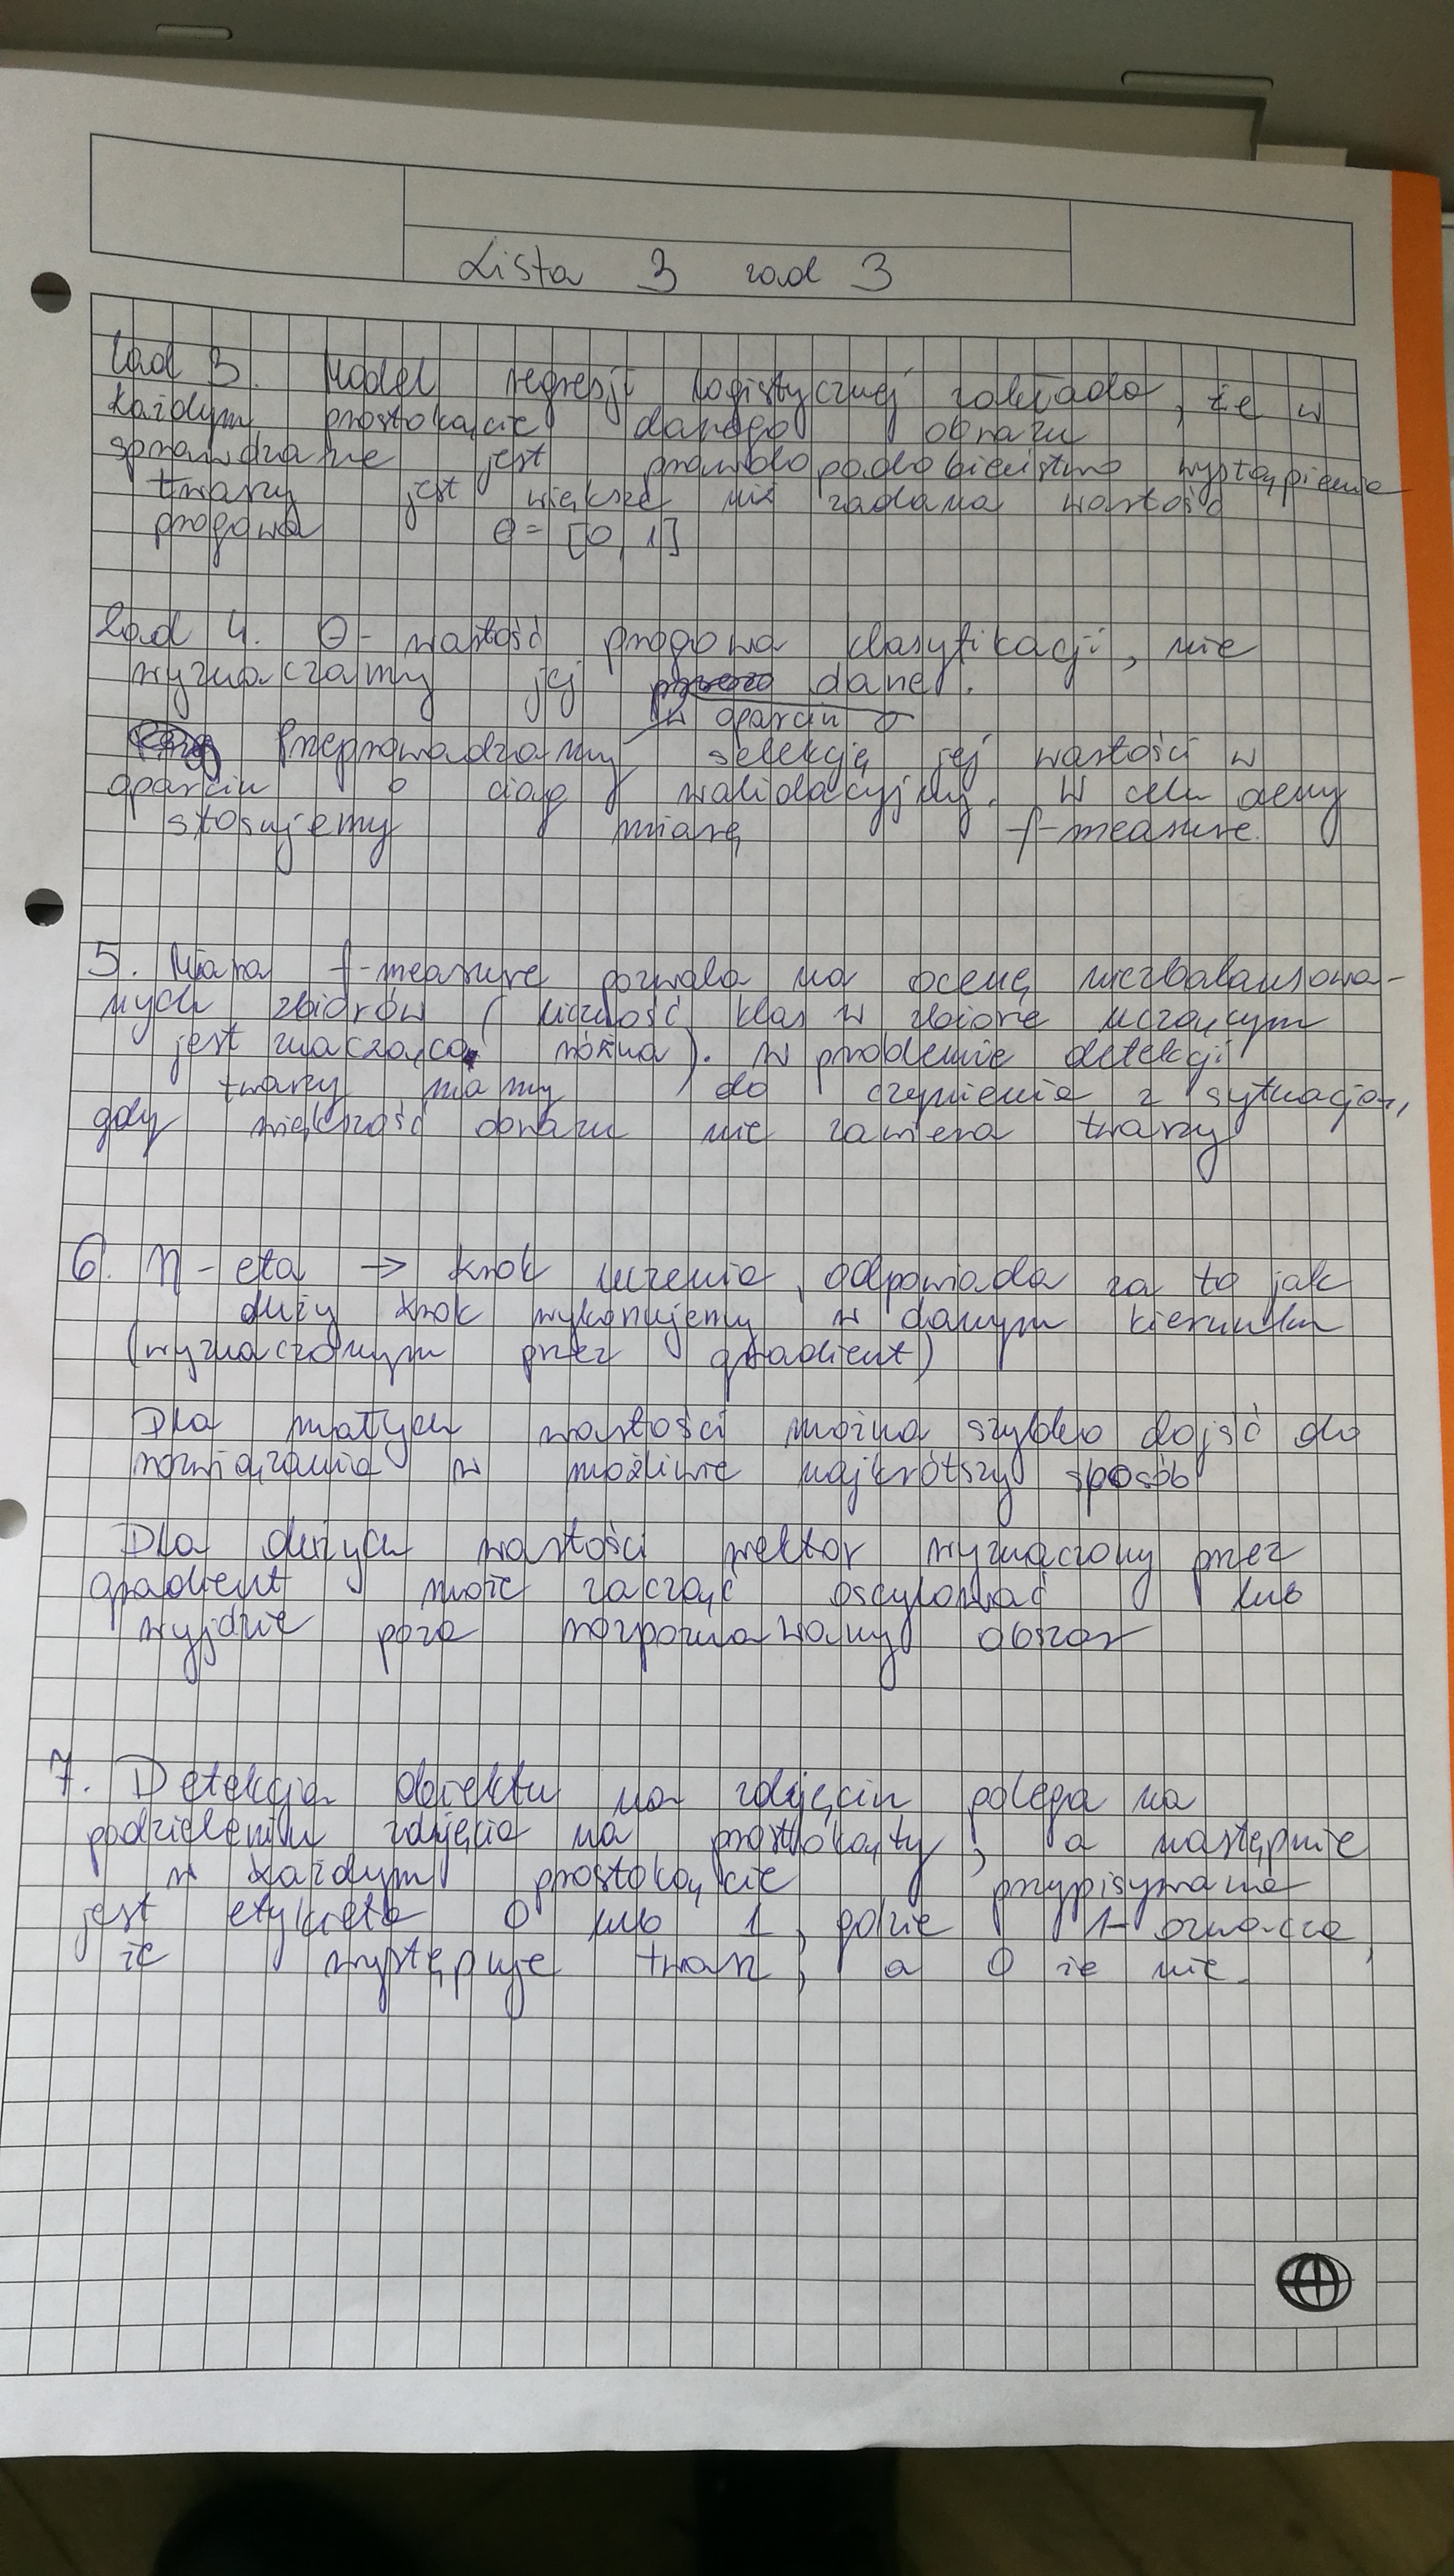 Lista 3 zad 3
Zad 3. Model regresji logistycznej zakłada, że w
każdym prostokącie danego obrazu
sprawdzane jest prawdopodobieństwo wystąpienia
twarzy jest większe niż zadana wartość
progowa θ = [0, 1]
Zad 4. θ - wartość progowa klasyfikacji, nie
wyznaczamy jej dane.
w oparciu o
Przeprowadzamy selekcję jej wartości w
oparciu o ciąg walidacyjny. W celu oceny
stosujemy miarę f-measure.
5. Miara f-measure pozwala na ocenę niezbalansowa-
nych zbiorów (liczność klas w zbiorze uczącym
jest znacząco różna). W problemie detekcji
twarzy mamy do czynienia z sytuacją,
gdy większość obrazu nie zawiera twarzy
6. η - eta → krok uczenia, odpowiada za to jak
duży krok wykonujemy w danym kierunku
(wyznaczonym przez gradient)
Dla małych wartości można szybko dojść do
rozwiązania w możliwie najkrótszy sposób
Dla dużych wartości wektor wyznaczony przez
gradient może zacząć oscylować lub
wyjdzie poza rozpoznawalny obszar
7. Detekcja obiektu na zdjęciu polega na
podzieleniu zdjęcia na prostokąty, a następnie
w każdym prostokącie przypisywana
jest etykieta 0 lub 1, gdzie 1 - oznacza,
że występuje twarz, a 0 że nie.